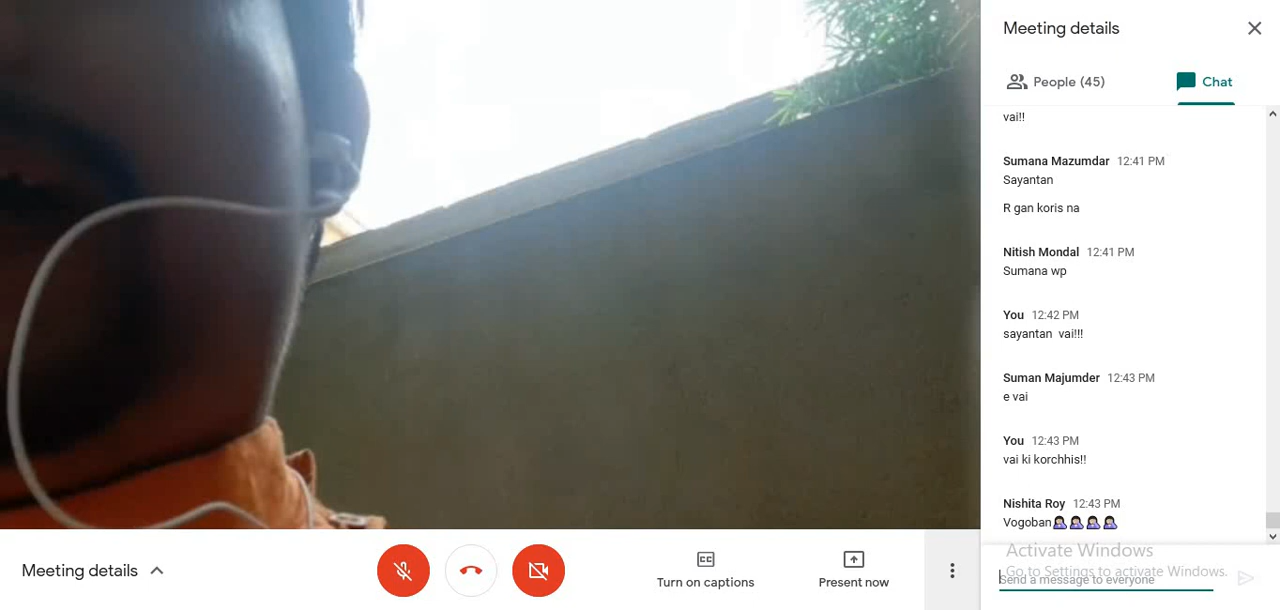 Meeting details
People (45)
Chat
vai!!
Sumana Mazumdar 12:41 PM
Sayantan
R gan koris na
Nitish Mondal 12:41 PM
Sumana wp
You 12:42 PM
sayantan vai!!!
Suman Majumder 12:43 PM
e vai
You 12:43 PM
vai ki korchhis!!
Nishita Roy 12:43 PM
Vogoban🤦🏻‍♀️🤦🏻‍♀️🤦🏻‍♀️🤦🏻‍♀️
Activate Windows
Go to Settings to activate Windows.
Send a message to everyone
Meeting details
Turn on captions
Present now